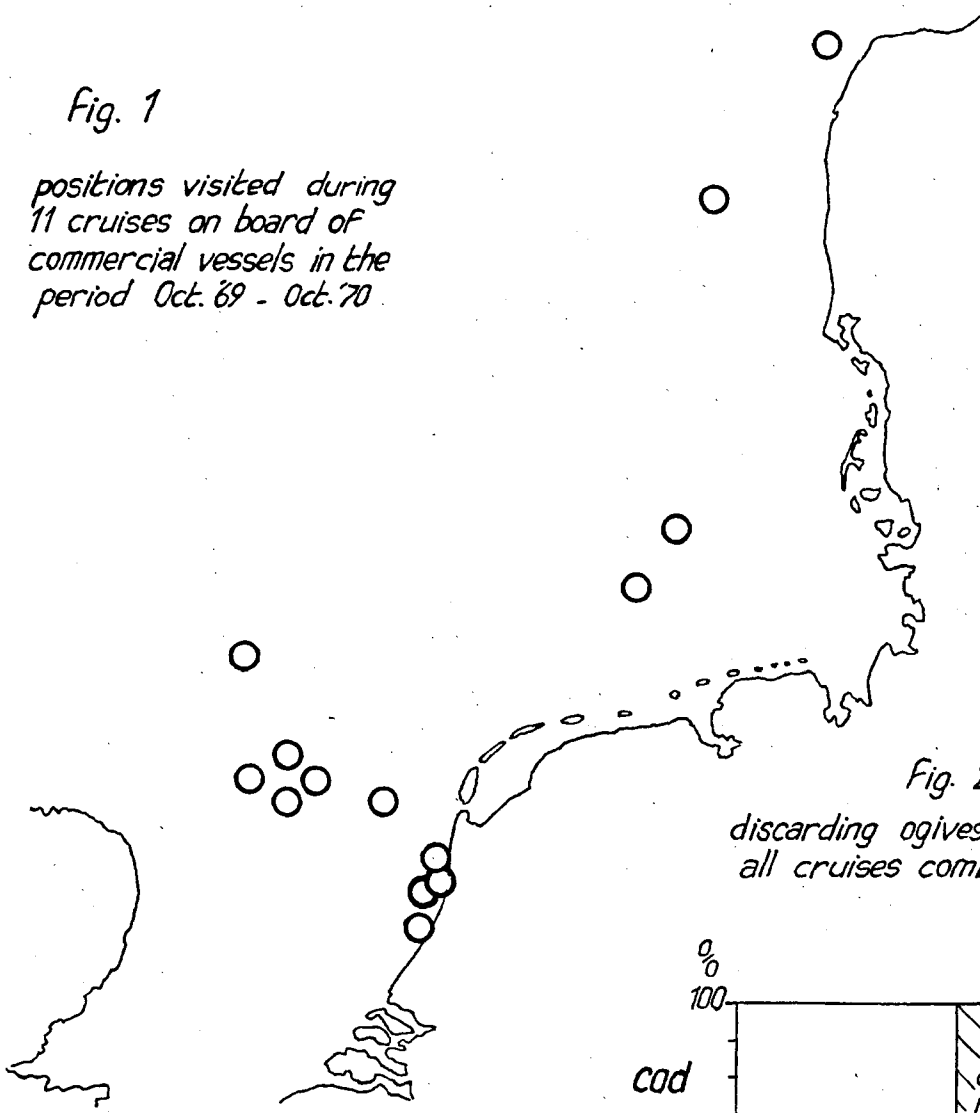 Fig. 1
positions visited during
11 cruises on board of
commercial vessels in the
period Oct. '69 - Oct. '70
Fig.
discarding ogives
all cruises
%
100
cod